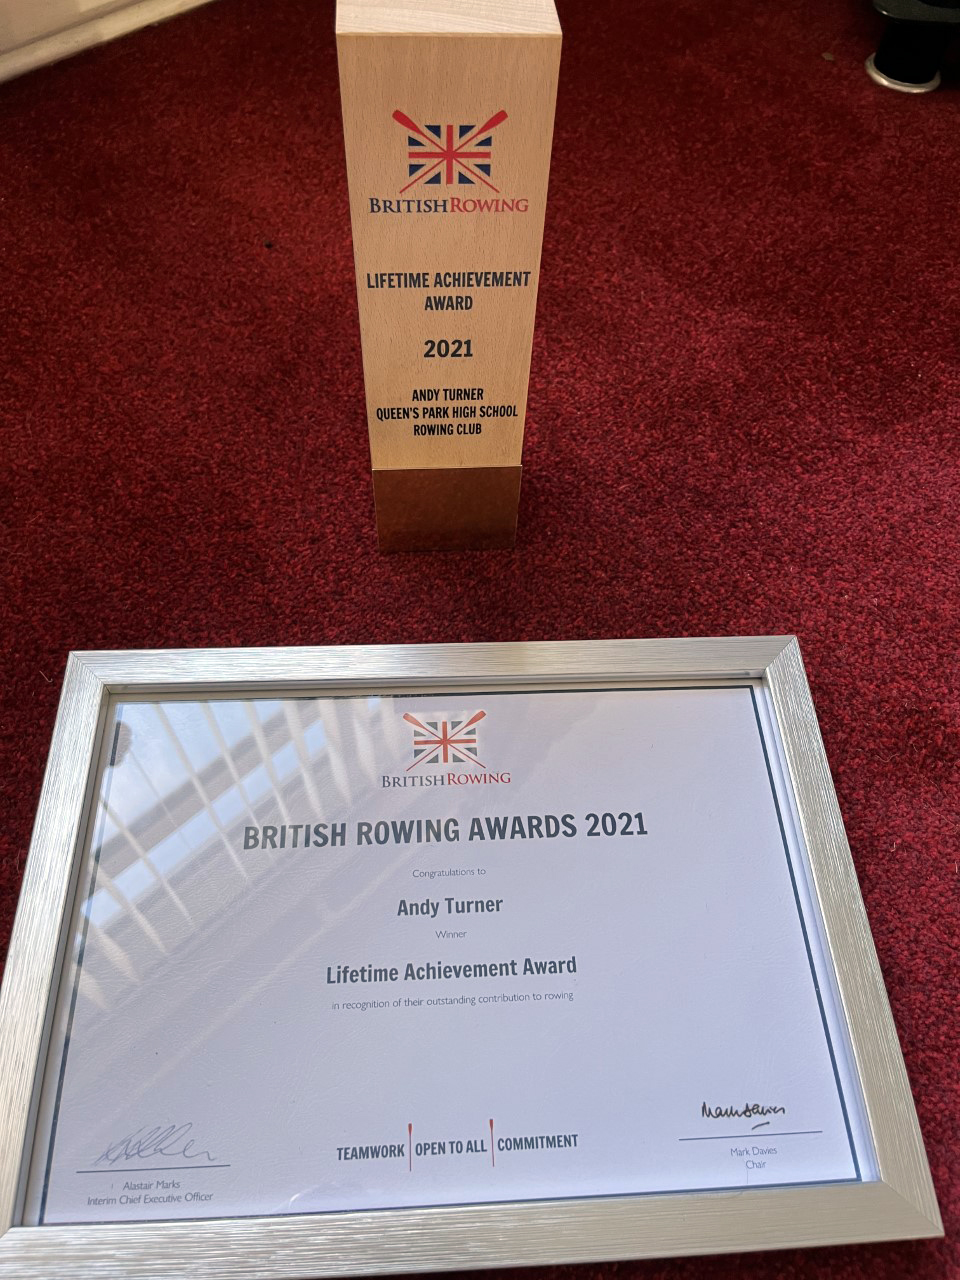 BRITISHROWING
LIFETIME ACHIEVEMENT
AWARD
2021
ANDY TURNER
QUEEN'S PARK HIGH SCHOOL
ROWING CLUB
BRITISHROWING
BRITISH ROWING AWARDS 2021
Congratulations to
Andy Turner
Winner
Lifetime Achievement Award
in recognition of their outstanding contribution to rowing
TEAMWORK | OPEN TO ALL | COMMITMENT
Alastair Marks
Interim Chief Executive Officer
Mark Davies
Chair